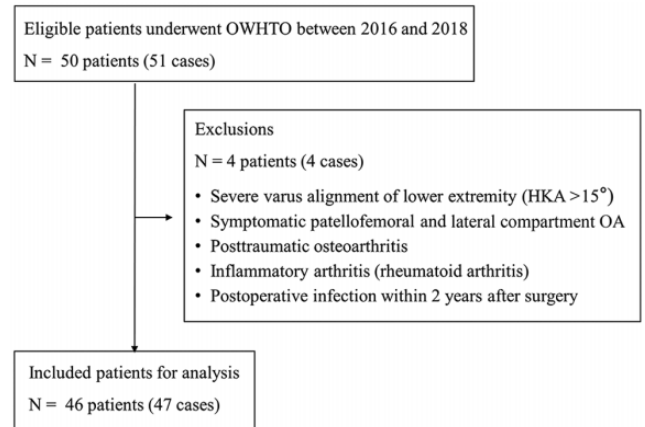 Eligible patients underwent OWHTO between 2016 and 2018
N = 50 patients (51 cases)
Exclusions
N = 4 patients (4 cases)
• Severe varus alignment of lower extremity (HKA >15°)
• Symptomatic patellofemoral and lateral compartment OA
• Posttraumatic osteoarthritis
• Inflammatory arthritis (rheumatoid arthritis)
• Postoperative infection within 2 years after surgery
Included patients for analysis
N = 46 patients (47 cases)